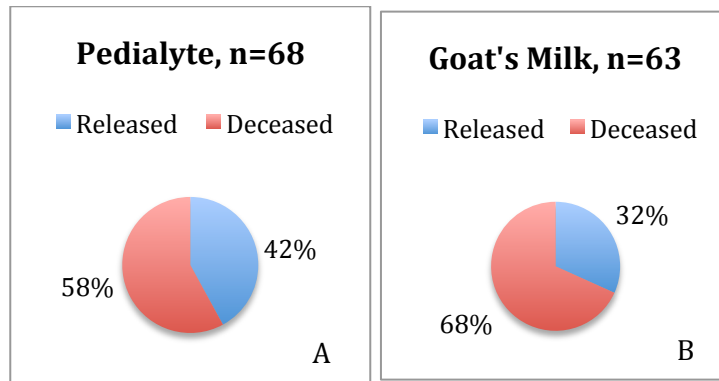 Pedialyte, n=68
Released Deceased
42%
58%
A
Goat's Milk, n=63
Released Deceased
32%
68%
B